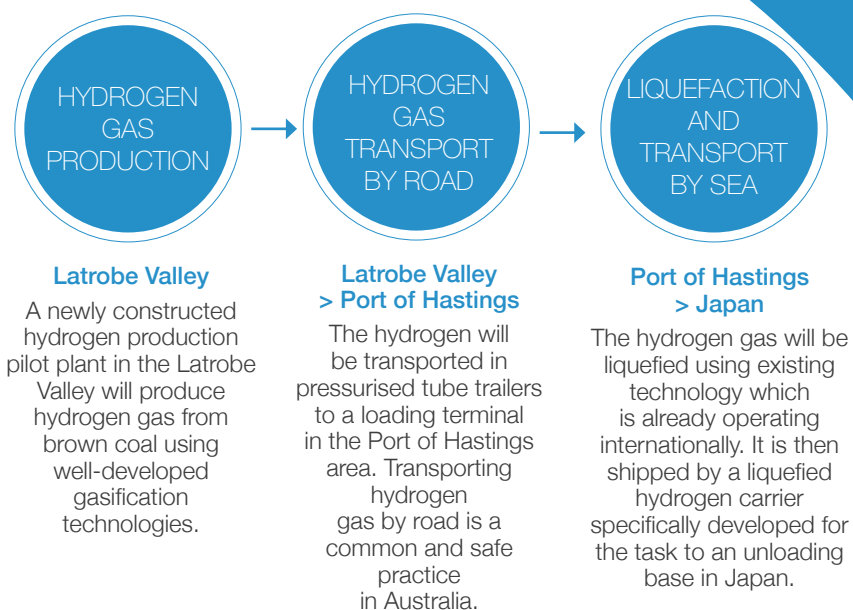 HYDROGEN
GAS
PRODUCTION
HYDROGEN
GAS
TRANSPORT
BY ROAD
LIQUEFACTION
AND
TRANSPORT
BY SEA
Latrobe Valley
A newly constructed
hydrogen production
pilot plant in the Latrobe
Valley will produce
hydrogen gas from
brown coal using
well-developed
gasification
technologies.
Latrobe Valley
> Port of Hastings
The hydrogen will
be transported in
pressurised tube trailers
to a loading terminal
in the Port of Hastings
area. Transporting
hydrogen
gas by road is a
common and safe
practice
in Australia.
Port of Hastings
> Japan
The hydrogen gas will be
liquefied using existing
technology which
is already operating
internationally. It is then
shipped by a liquefied
hydrogen carrier
specifically developed for
the task to an unloading
base in Japan.